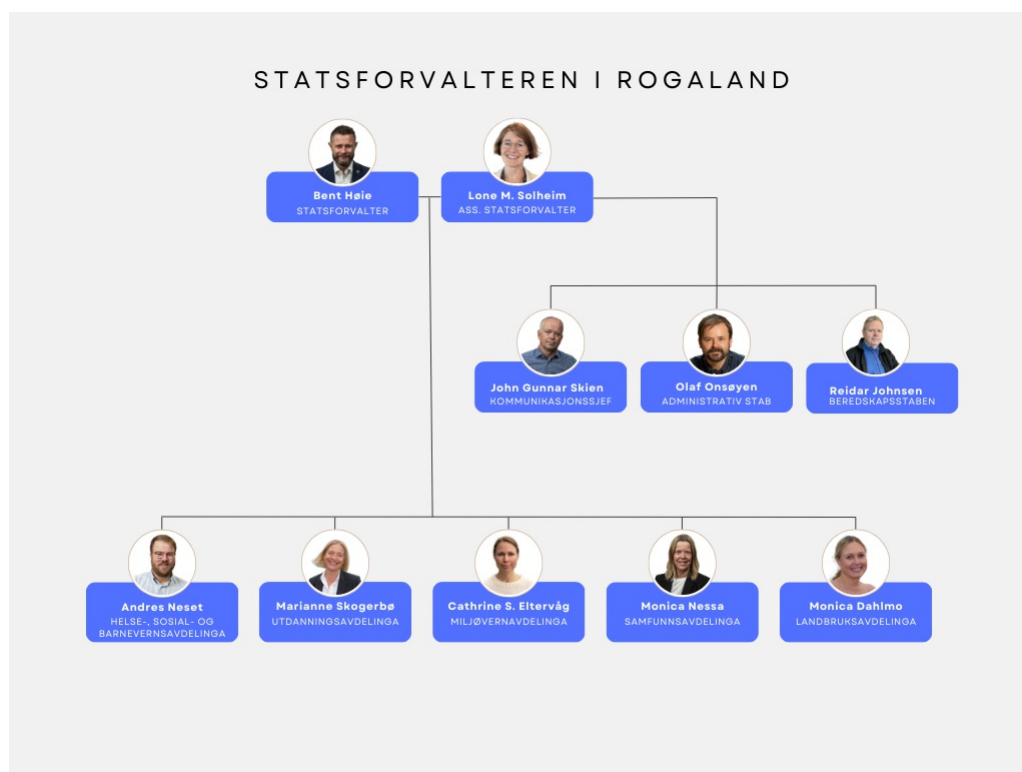 STATSFORVALTEREN I ROGALAND
Bent Høie
STATSFORVALTER
Lone M. Solheim
ASS. STATSFORVALTER
John Gunnar Skien
KOMMUNIKASJONSSJEF
Olaf Onsøyen
ADMINISTRATIV STAB
Reidar Johnsen
BEREDSKAPSSTABEN
Andres Neset
HELSE-, SOSIAL- OG
BARNEVERNSAVDELINGA
Marianne Skogerbø
UTDANNINGSAVDELINGA
Cathrine S. Eltervåg
MILJØVERNAVDELINGA
Monica Nessa
SAMFUNNSAVDELINGA
Monica Dahlmo
LANDBRUKSAVDELINGA